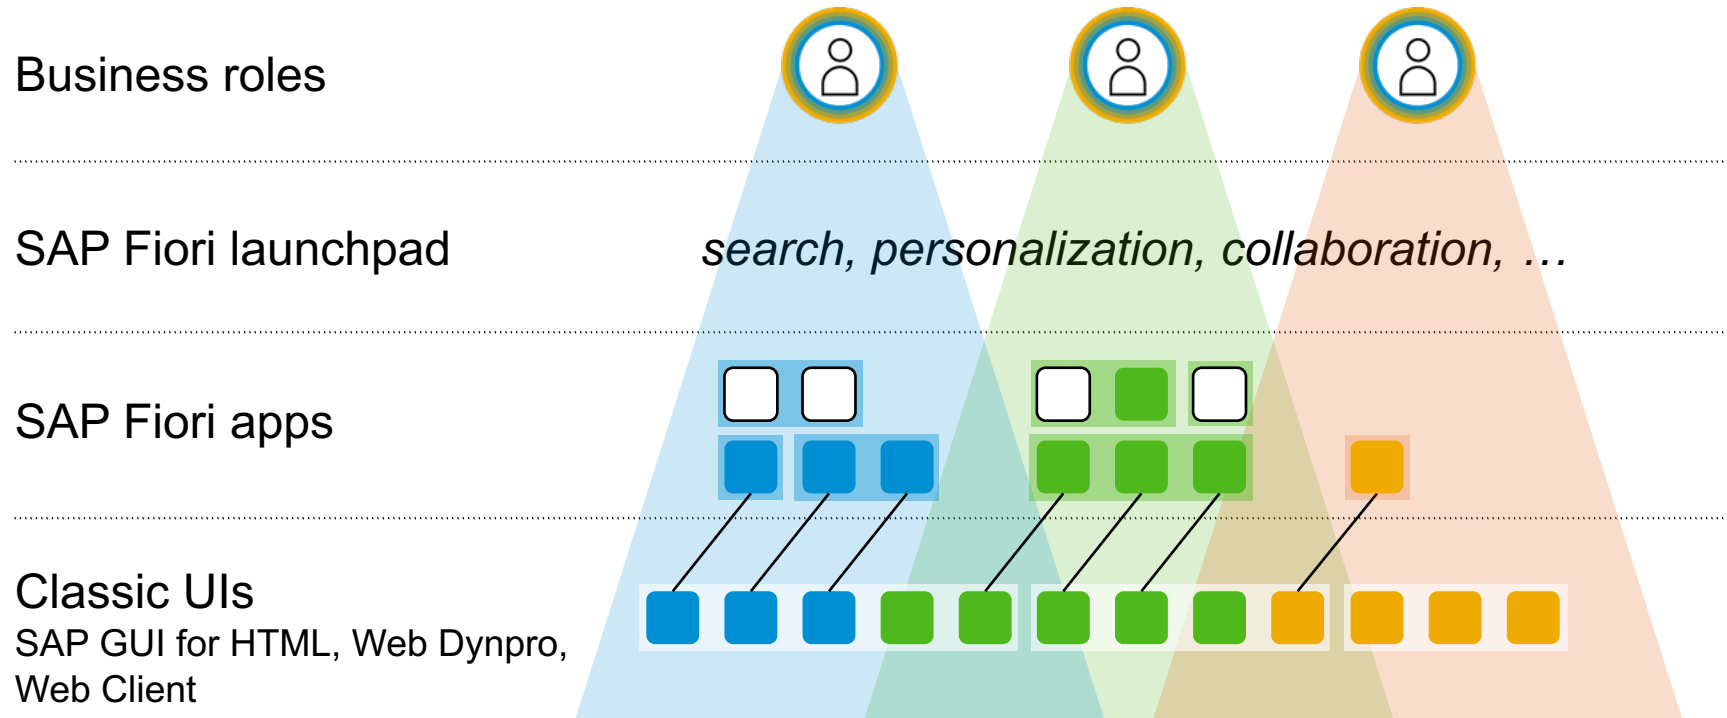 Business roles
SAP Fiori launchpad
search, personalization, collaboration, …
SAP Fiori apps
Classic UIs
SAP GUI for HTML, Web Dynpro,
Web Client